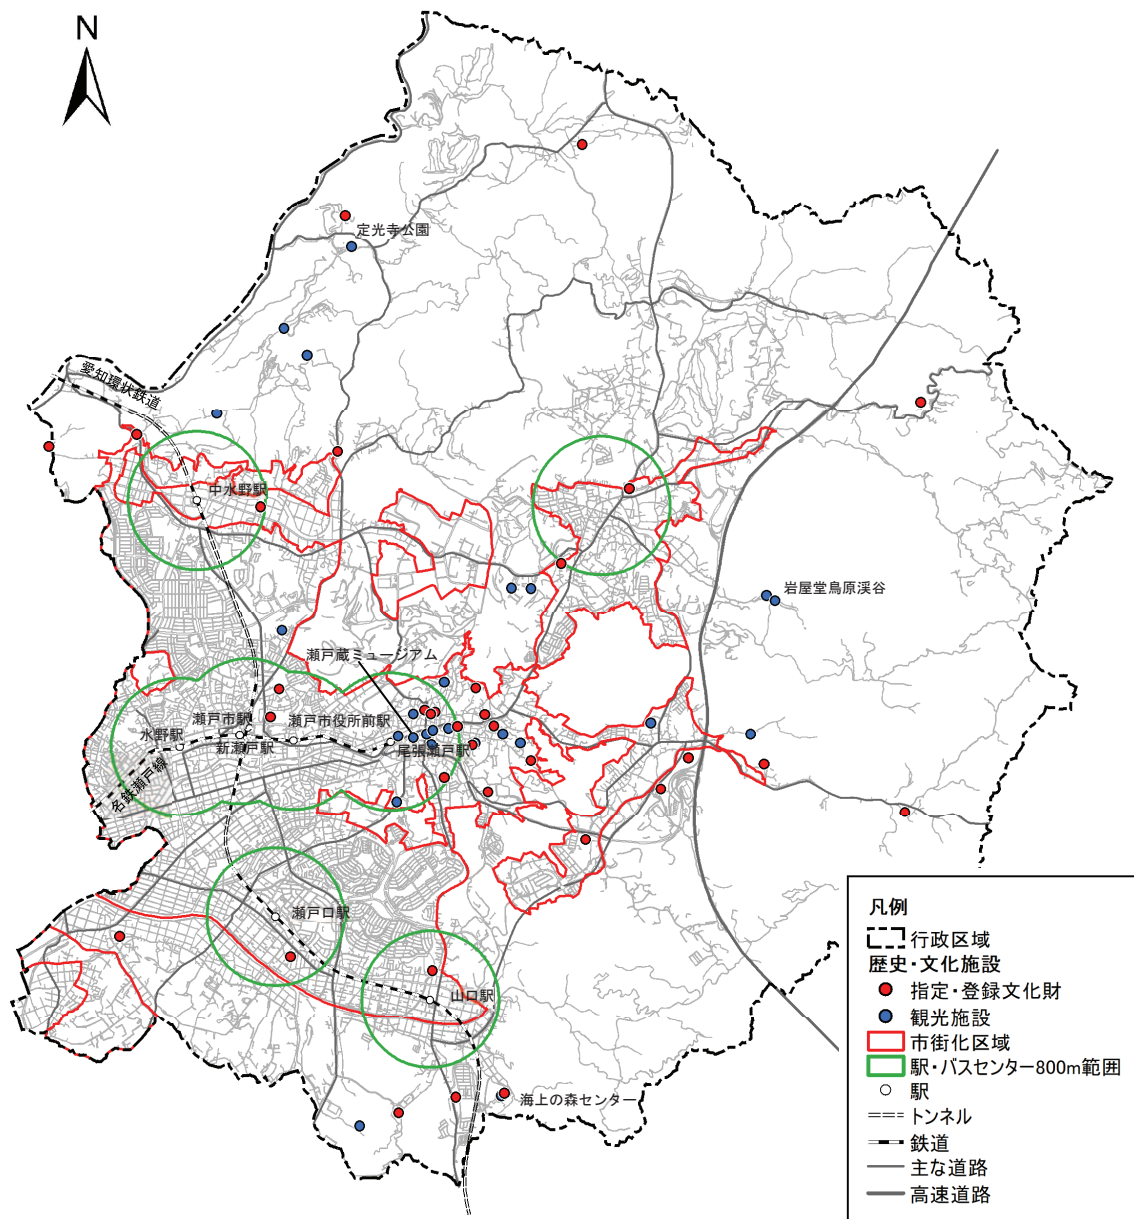 N
定光寺公園
愛知環状鉄道
中水野駅
岩屋堂鳥原渓谷
瀬戸蔵ミュージアム
瀬戸市駅
瀬戸市役所前駅
水野駅
新瀬戸駅
尾張瀬戸駅
名鉄瀬戸線
瀬戸口駅
山口駅
海上の森センター
凡例
行政区域
歴史・文化施設
指定・登録文化財
観光施設
市街化区域
駅・バスセンター800m範囲
駅
トンネル
鉄道
主な道路
高速道路